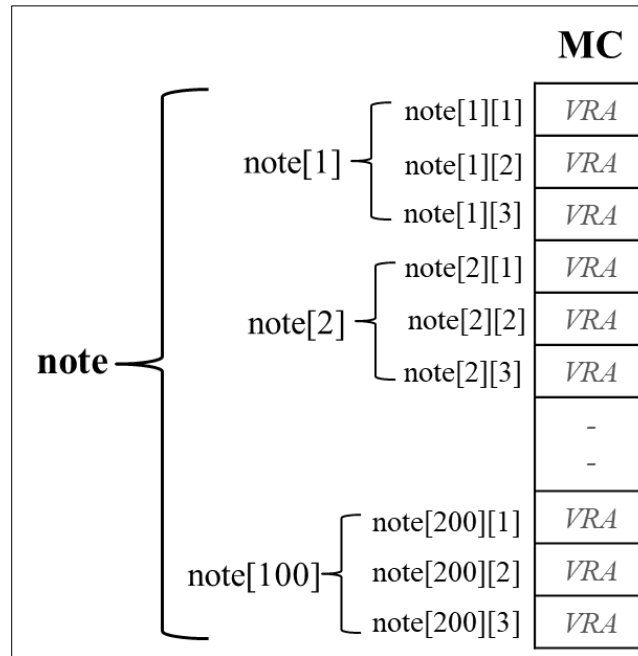 MC
note[1][1] VRA
note[1] note[1][2] VRA
note[1][3] VRA
note[2][1] VRA
note[2] note[2][2] VRA
note note[2][3] VRA
-
-
note[200][1] VRA
note[100] note[200][2] VRA
note[200][3] VRA